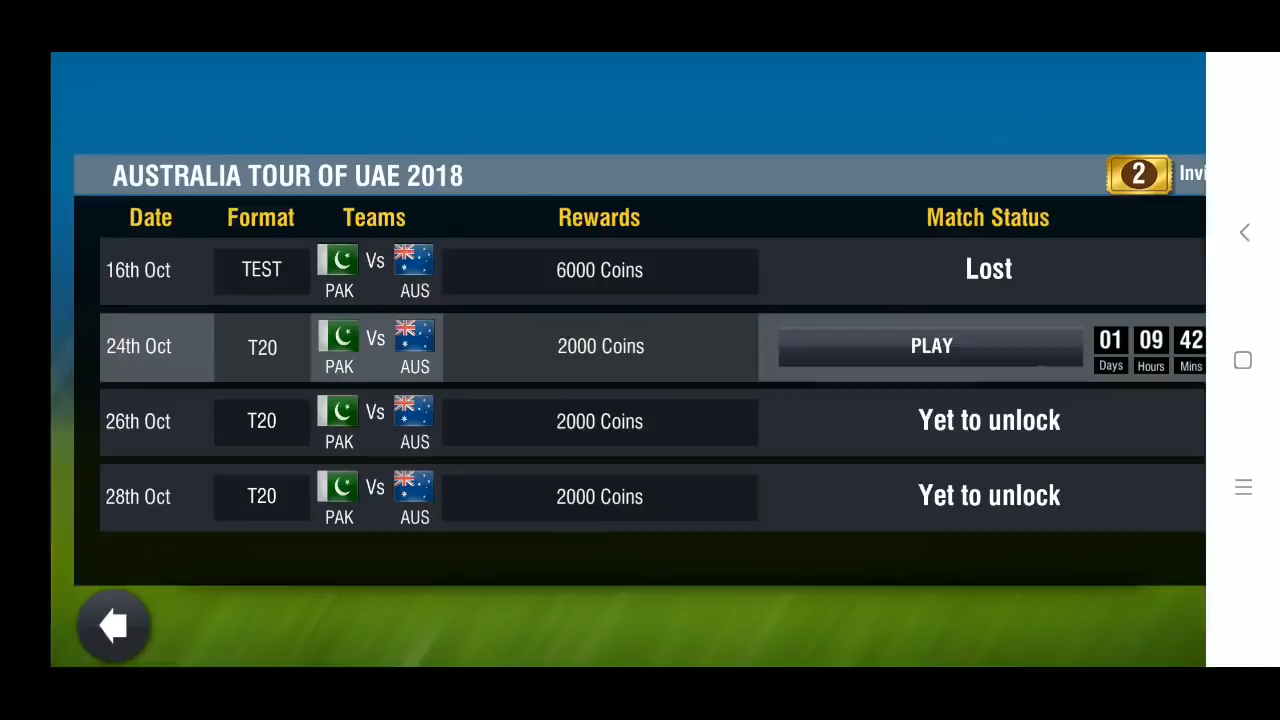 AUSTRALIA TOUR OF UAE 2018 2 Invi
Date Format Teams Rewards Match Status
16th Oct TEST PAK Vs AUS 6000 Coins Lost
24th Oct T20 PAK Vs AUS 2000 Coins PLAY 01 Days 09 Hours 42 Mins
26th Oct T20 PAK Vs AUS 2000 Coins Yet to unlock
28th Oct T20 PAK Vs AUS 2000 Coins Yet to unlock